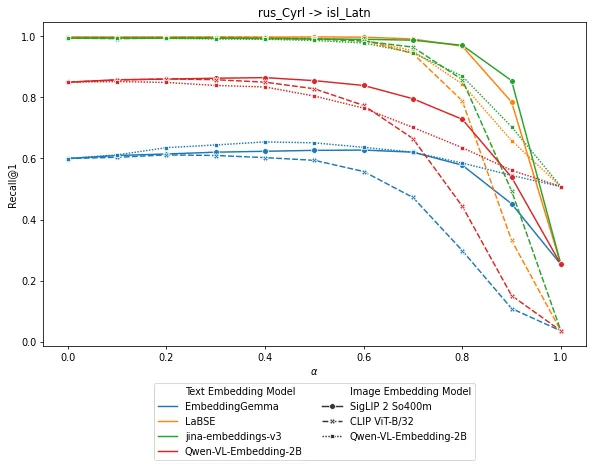 rus_Cyrl -> isl_Latn
Recall@1
1.0
0.8
0.6
0.4
0.2
0.0
0.0 0.2 0.4 0.6 0.8 1.0
α
Text Embedding Model
EmbeddingGemma
LaBSE
jina-embeddings-v3
Qwen-VL-Embedding-2B
Image Embedding Model
SigLIP 2 So400m
CLIP ViT-B/32
Qwen-VL-Embedding-2B